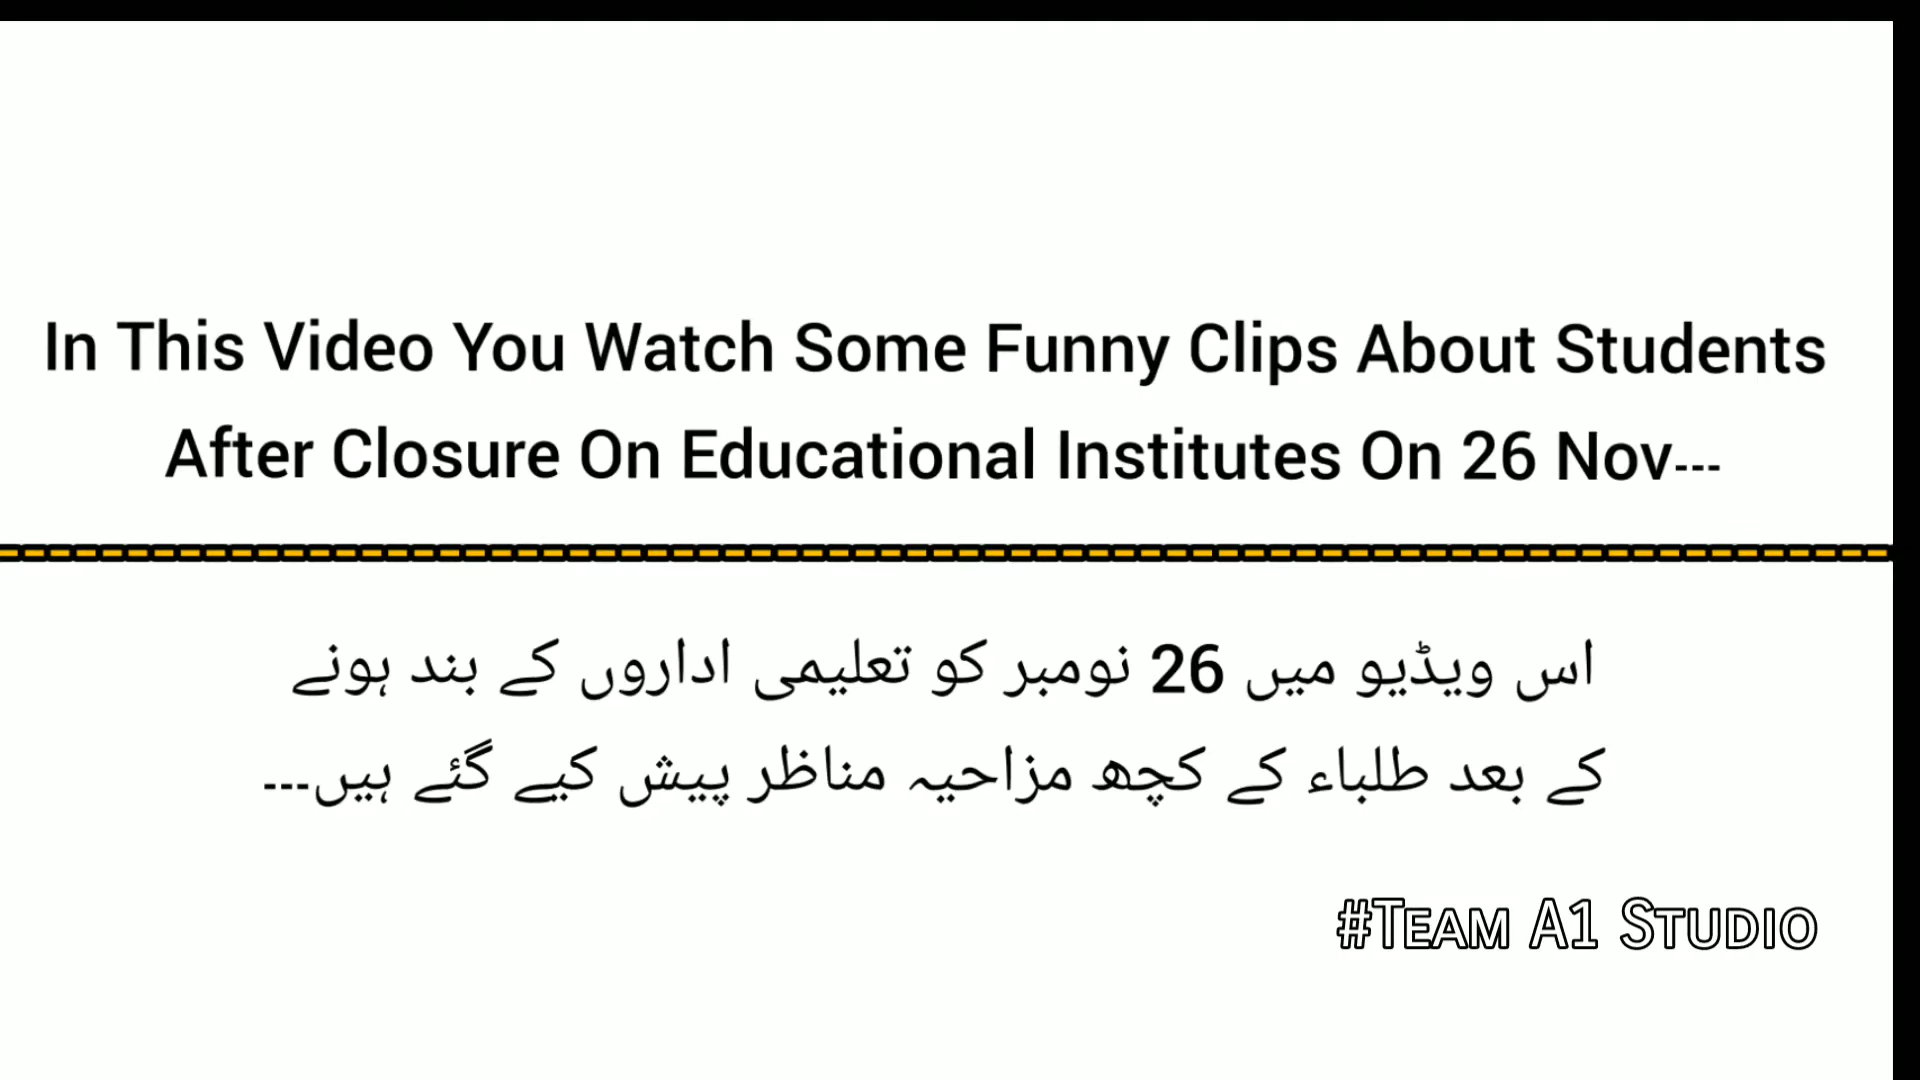 In This Video You Watch Some Funny Clips About Students
After Closure On Educational Institutes On 26 Nov---
اس ویڈیو میں 26 نومبر کو تعلیمی اداروں کے بند ہونے
کے بعد طلباء کے کچھ مزاحیہ مناظر پیش کیے گئے ہیں---
#Team A1 Studio